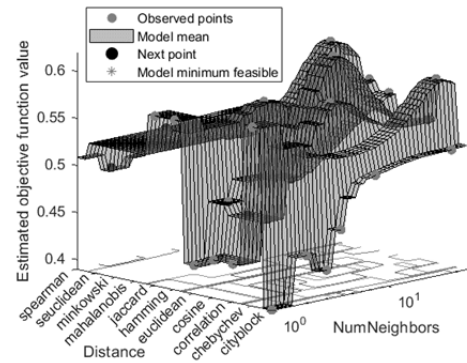 Observed points
Model mean
Next point
Model minimum feasible
Estimated objective function value
0.6
0.55
0.5
0.45
0.4
spearman
seuclidean
minkowski
mahalanobis
jaccard
hamming
euclidean
cosine
correlation
chebychev
cityblock
Distance
10^0
10^1
NumNeighbors